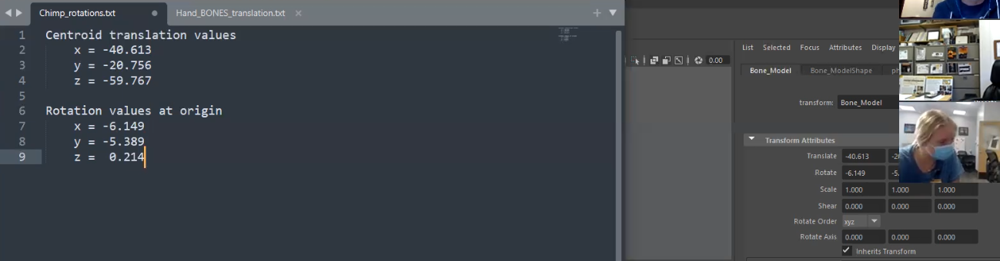 Chimp_rotations.txt
Hand_BONES_translation.txt
1 Centroid translation values
2 x = -40.613
3 y = -20.756
4 z = -59.767
5
6 Rotation values at origin
7 x = -6.149
8 y = -5.389
9 z =  0.214
0.00
List Selected Focus Attributes Display
Bone_Model Bone_ModelShape
transform: Bone_Model
Transform Attributes
Translate -40.613
Rotate -6.149 -5.
Scale 1.000 1.000 1.000
Shear 0.000 0.000 0.000
Rotate Order xyz
Rotate Axis 0.000 0.000 0.000
Inherits Transform